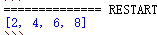 ============== RESTART
[2, 4, 6, 8]